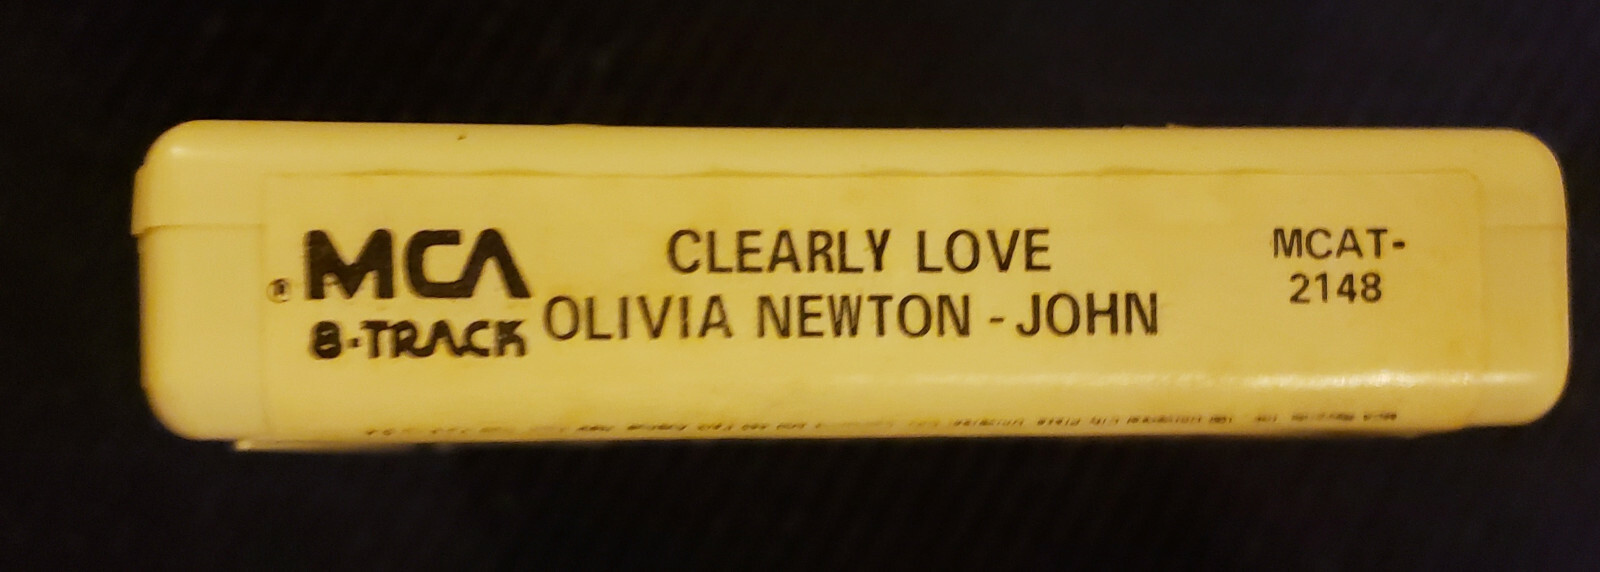 ® MCA
8-TRACK
CLEARLY LOVE
OLIVIA NEWTON - JOHN
MCAT-
2148